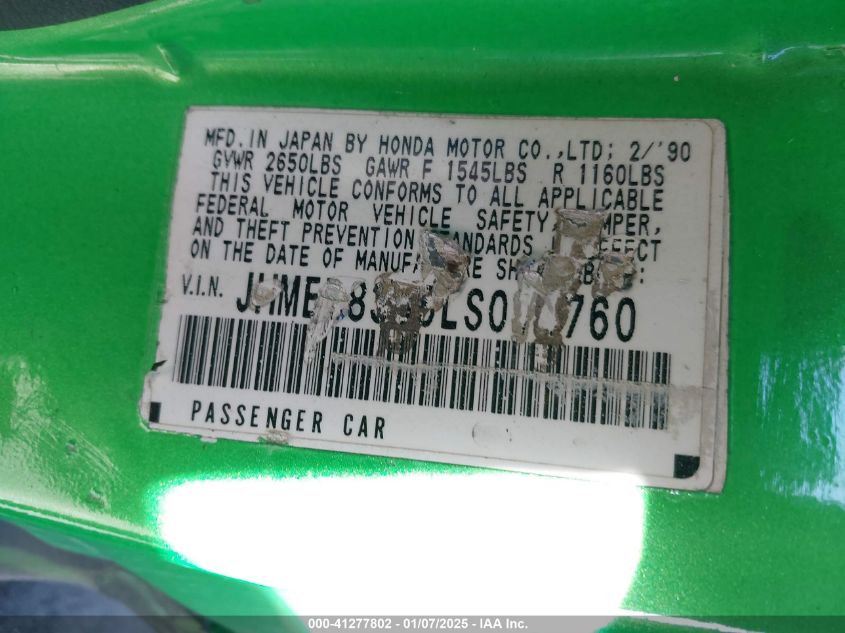 MFD. IN JAPAN BY HONDA MOTOR CO.,LTD; 2/'90
GVWR 2650LBS GAWR F 1545LBS R 1160LBS
THIS VEHICLE CONFORMS TO ALL APPLICABLE
FEDERAL MOTOR VEHICLE SAFETY,
AND THEFT PREVENTION
ON THE DATE OF
V.I.N.
PASSENGER CAR
000-41277802 - 01/07/2025 - IAA Inc.